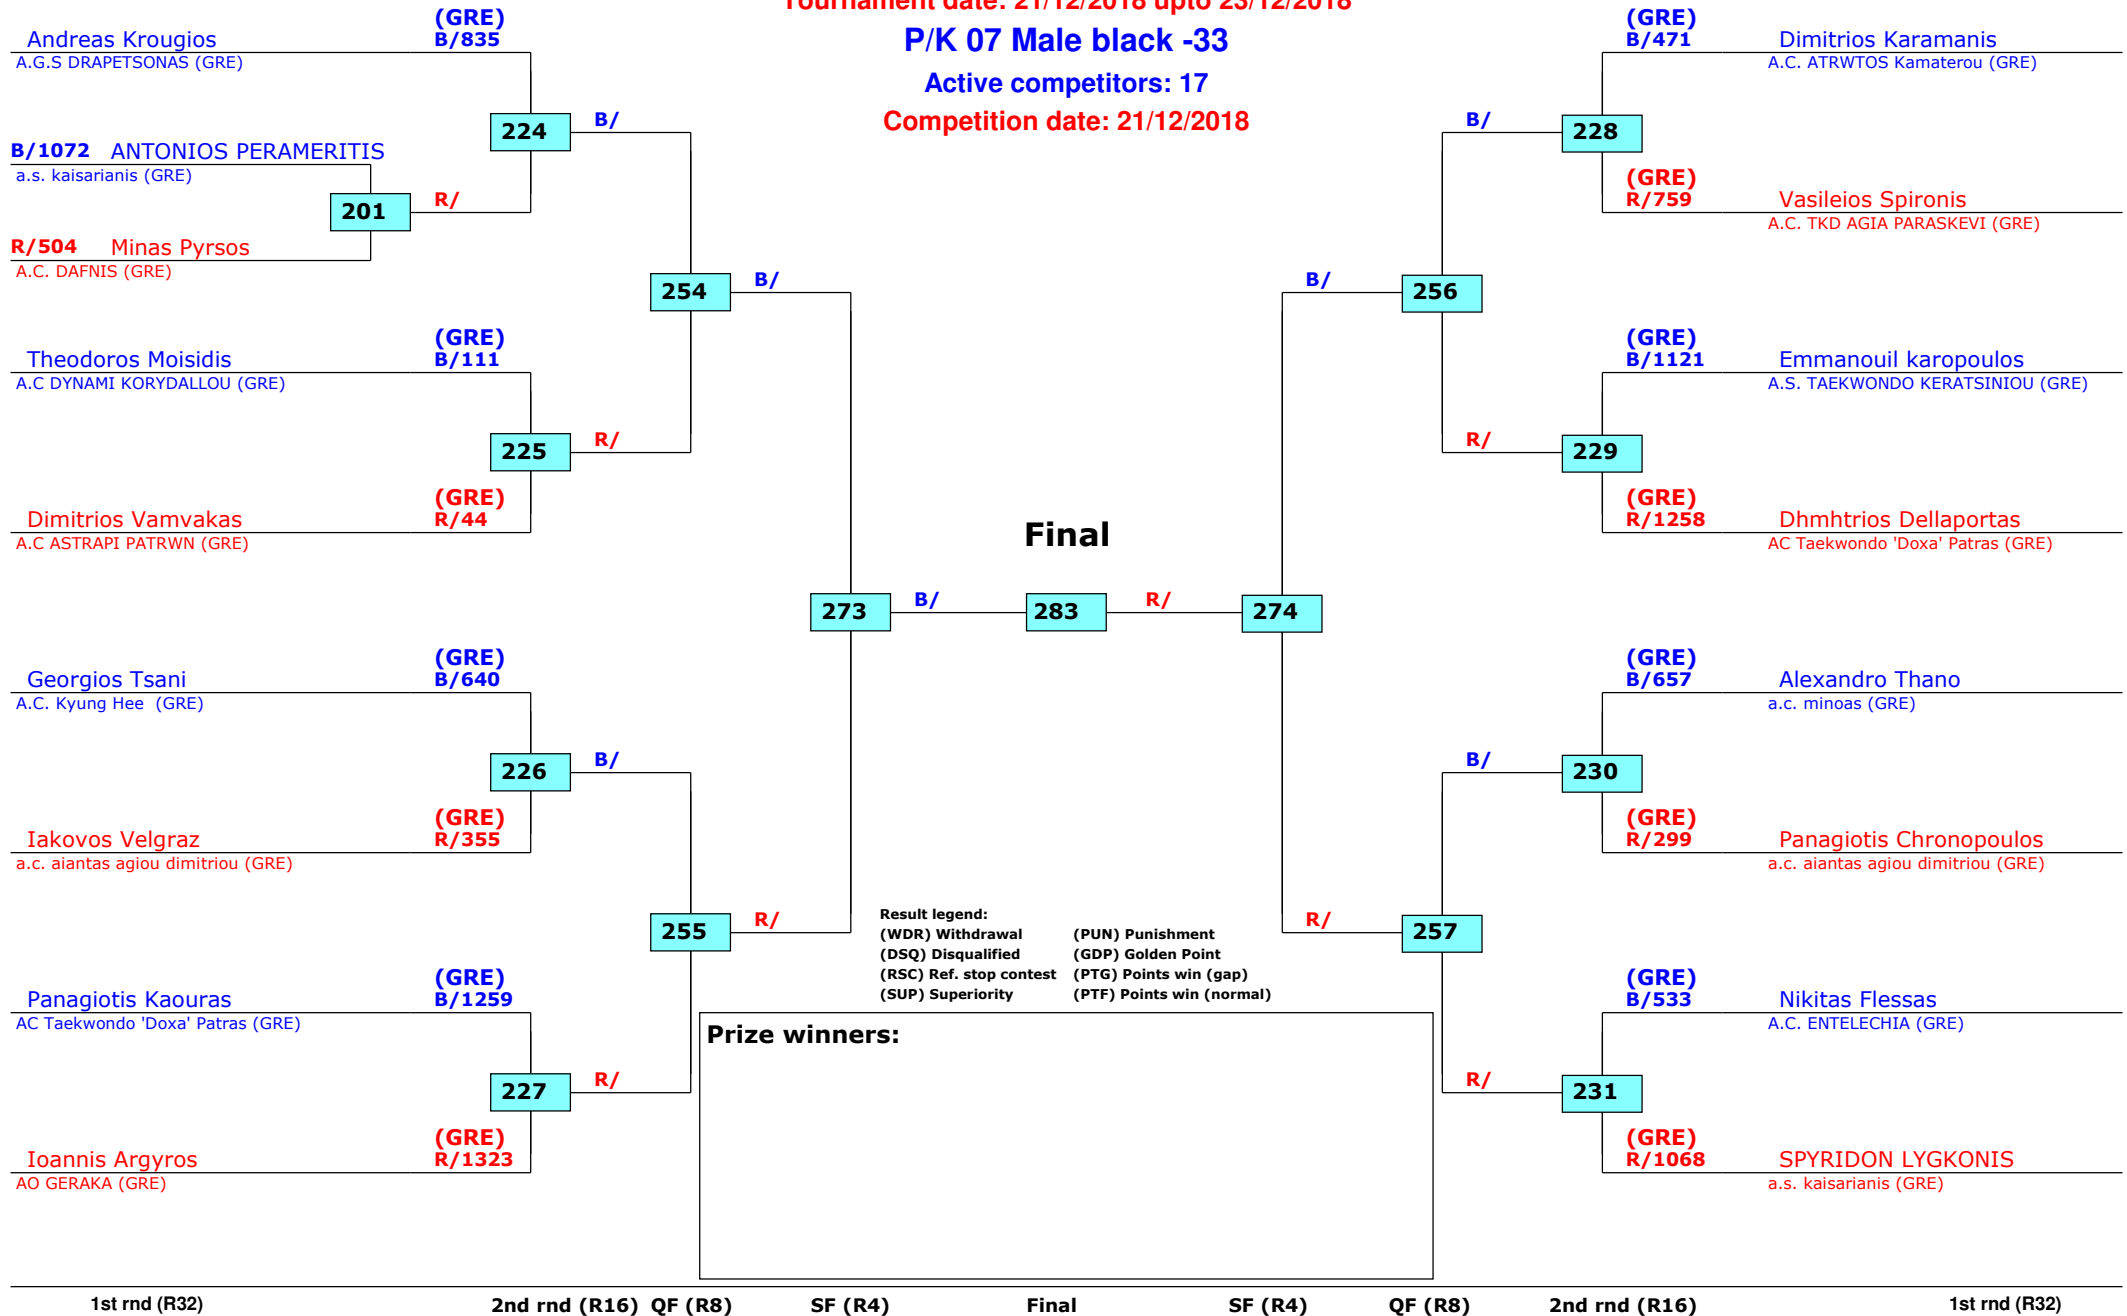 Tournament date: 21/12/2018 upto 23/12/2018
P/K 07 Male black -33
Active competitors: 17
Competition date: 21/12/2018
(GRE)
Andreas Krougios B/835
A.G.S DRAPETSONAS (GRE)
224 B/
B/1072 ANTONIOS PERAMERITIS
a.s. kaisarianis (GRE)
201 R/
R/504 Minas Pyrsos
A.C. DAFNIS (GRE)
254 B/
(GRE)
Theodoros Moisidis B/111
A.C DYNAMI KORYDALLOU (GRE)
225 R/
(GRE)
Dimitrios Vamvakas R/44
A.C ASTRAPI PATRWN (GRE)
273 B/
(GRE)
Georgios Tsani B/640
A.C. Kyung Hee (GRE)
226 B/
(GRE)
Iakovos Velgraz R/355
a.c. aiantas agiou dimitriou (GRE)
255 R/
(GRE)
Panagiotis Kaouras B/1259
AC Taekwondo 'Doxa' Patras (GRE)
227 R/
(GRE)
Ioannis Argyros R/1323
AO GERAKA (GRE)
Final
283
(GRE)
B/471 Dimitrios Karamanis
A.C. ATRWTOS Kamaterou (GRE)
B/ 228
(GRE)
R/759 Vasileios Spironis
A.C. TKD AGIA PARASKEVI (GRE)
B/ 256
(GRE)
B/1121 Emmanouil karopoulos
A.S. TAEKWONDO KERATSINIOU (GRE)
R/ 229
(GRE)
R/1258 Dhmhtrios Dellaportas
AC Taekwondo 'Doxa' Patras (GRE)
R/ 274
(GRE)
B/657 Alexandro Thano
a.c. minoas (GRE)
B/ 230
(GRE)
R/299 Panagiotis Chronopoulos
a.c. aiantas agiou dimitriou (GRE)
R/ 257
(GRE)
B/533 Nikitas Flessas
A.C. ENTELECHIA (GRE)
R/ 231
(GRE)
R/1068 SPYRIDON LYGKONIS
a.s. kaisarianis (GRE)
Result legend:
(WDR) Withdrawal (PUN) Punishment
(DSQ) Disqualified (GDP) Golden Point
(RSC) Ref. stop contest (PTG) Points win (gap)
(SUP) Superiority (PTF) Points win (normal)
Prize winners:
1st rnd (R32) 2nd rnd (R16) QF (R8) SF (R4) Final SF (R4) QF (R8) 2nd rnd (R16) 1st rnd (R32)